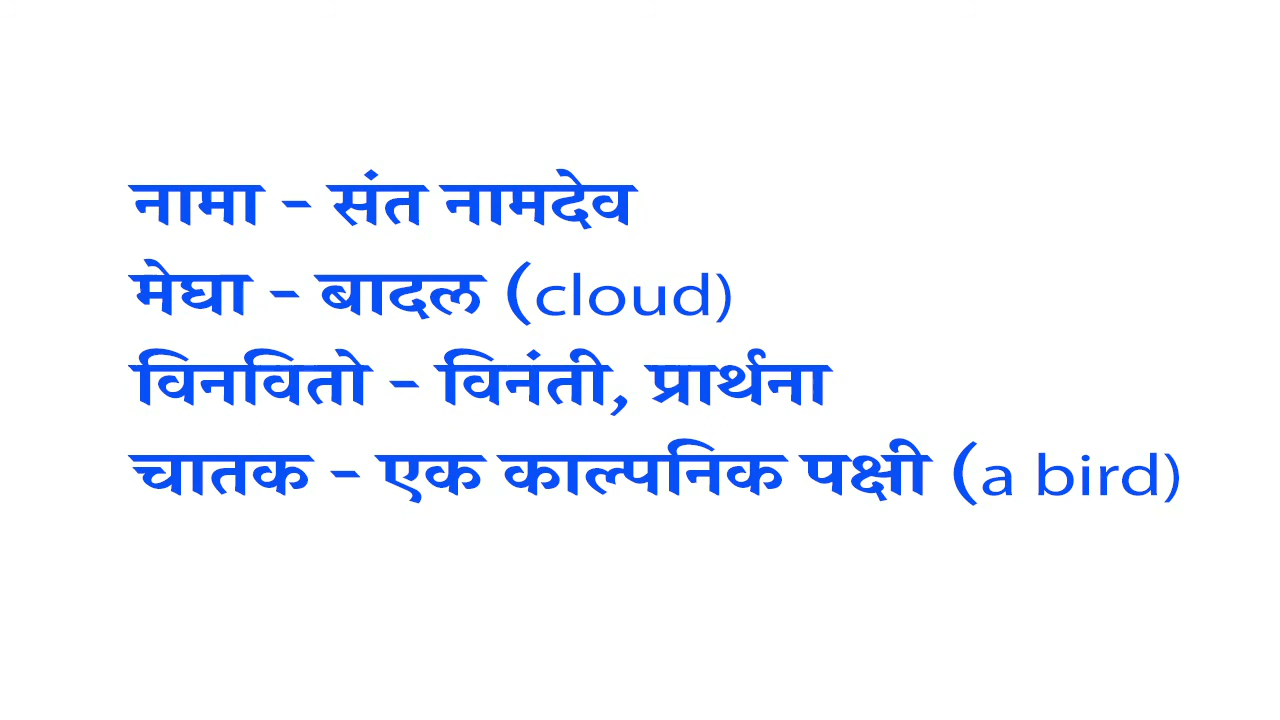 नामा - संत नामदेव
मेघा - बादल (cloud)
विनवितो - विनंती, प्रार्थना
चातक - एक काल्पनिक पक्षी (a bird)